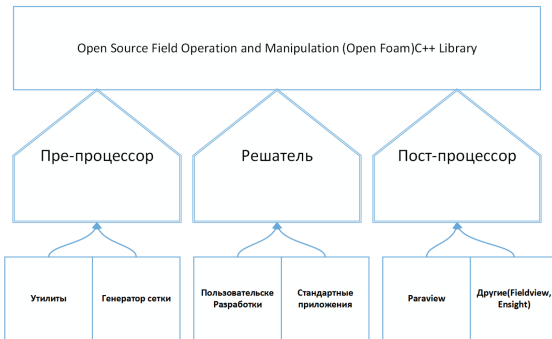 Open Source Field Operation and Manipulation (Open Foam)C++ Library
Пре-процессор
Решатель
Пост-процессор
Утилиты
Генератор сетки
Пользовательске
Разработки
Стандартные
приложения
Paraview
Другие(Fieldview,
Ensight)